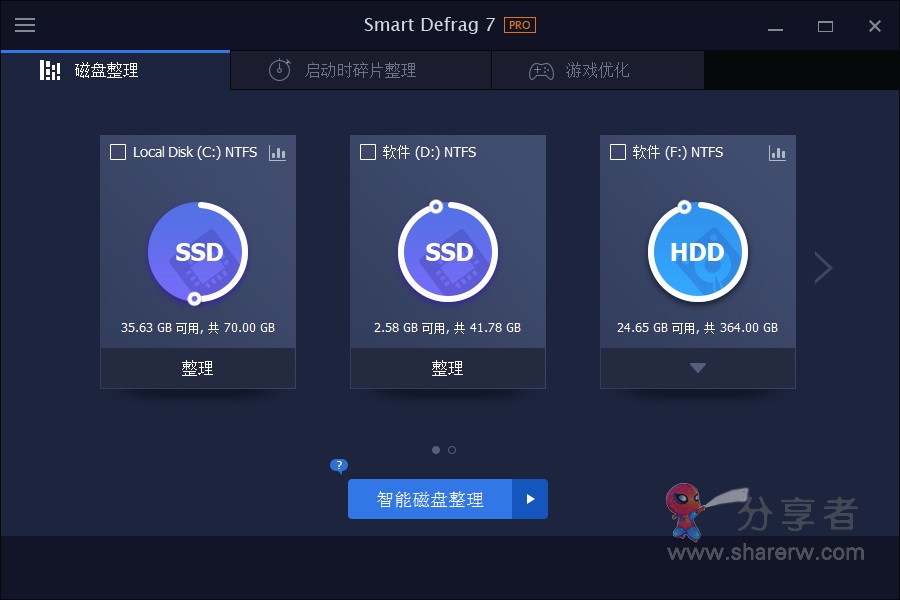 Smart Defrag 7 PRO
磁盘整理
启动时碎片整理
游戏优化
Local Disk (C:) NTFS
软件 (D:) NTFS
软件 (F:) NTFS
SSD
SSD
HDD
35.63 GB 可用, 共 70.00 GB
2.58 GB 可用, 共 41.78 GB
24.65 GB 可用, 共 364.00 GB
整理
整理
?
智能磁盘整理
分享者
www.sharerw.com